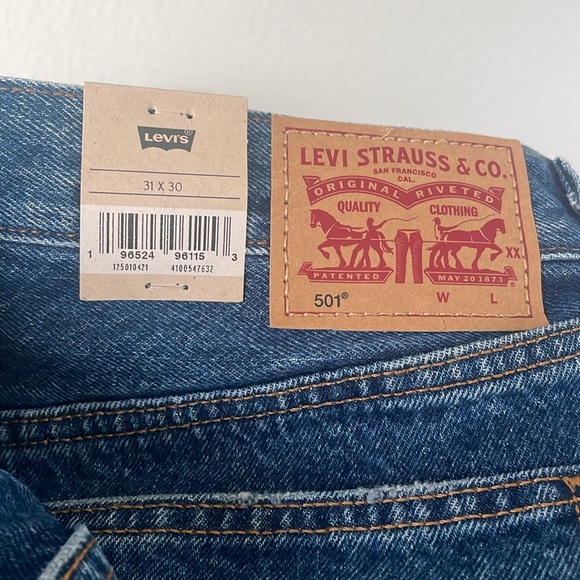 LEVI'S®
31 X 30
1 96524 96115 3
125010421 4100547632
LEVI STRAUSS & CO.
SAN FRANCISCO
CAL.
ORIGINAL RIVETED
QUALITY CLOTHING
XX
PATENTED MAY 20 1873
501® W L